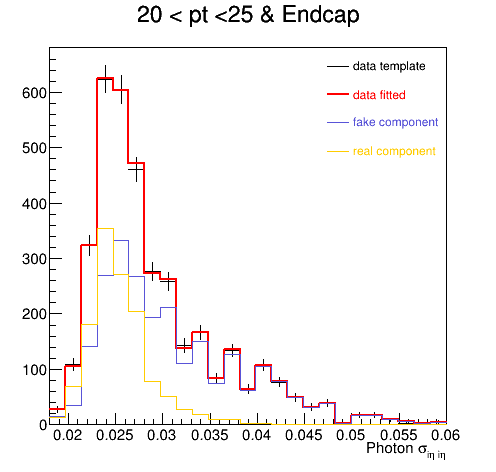 20 < pt <25 & Endcap
data template
data fitted
fake component
real component
600
500
400
300
200
100
0
0.02 0.025 0.03 0.035 0.04 0.045 0.05 0.055 0.06
Photon σiη iη